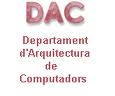 DAC
Departament
d'Arquitectura
de
Computadors